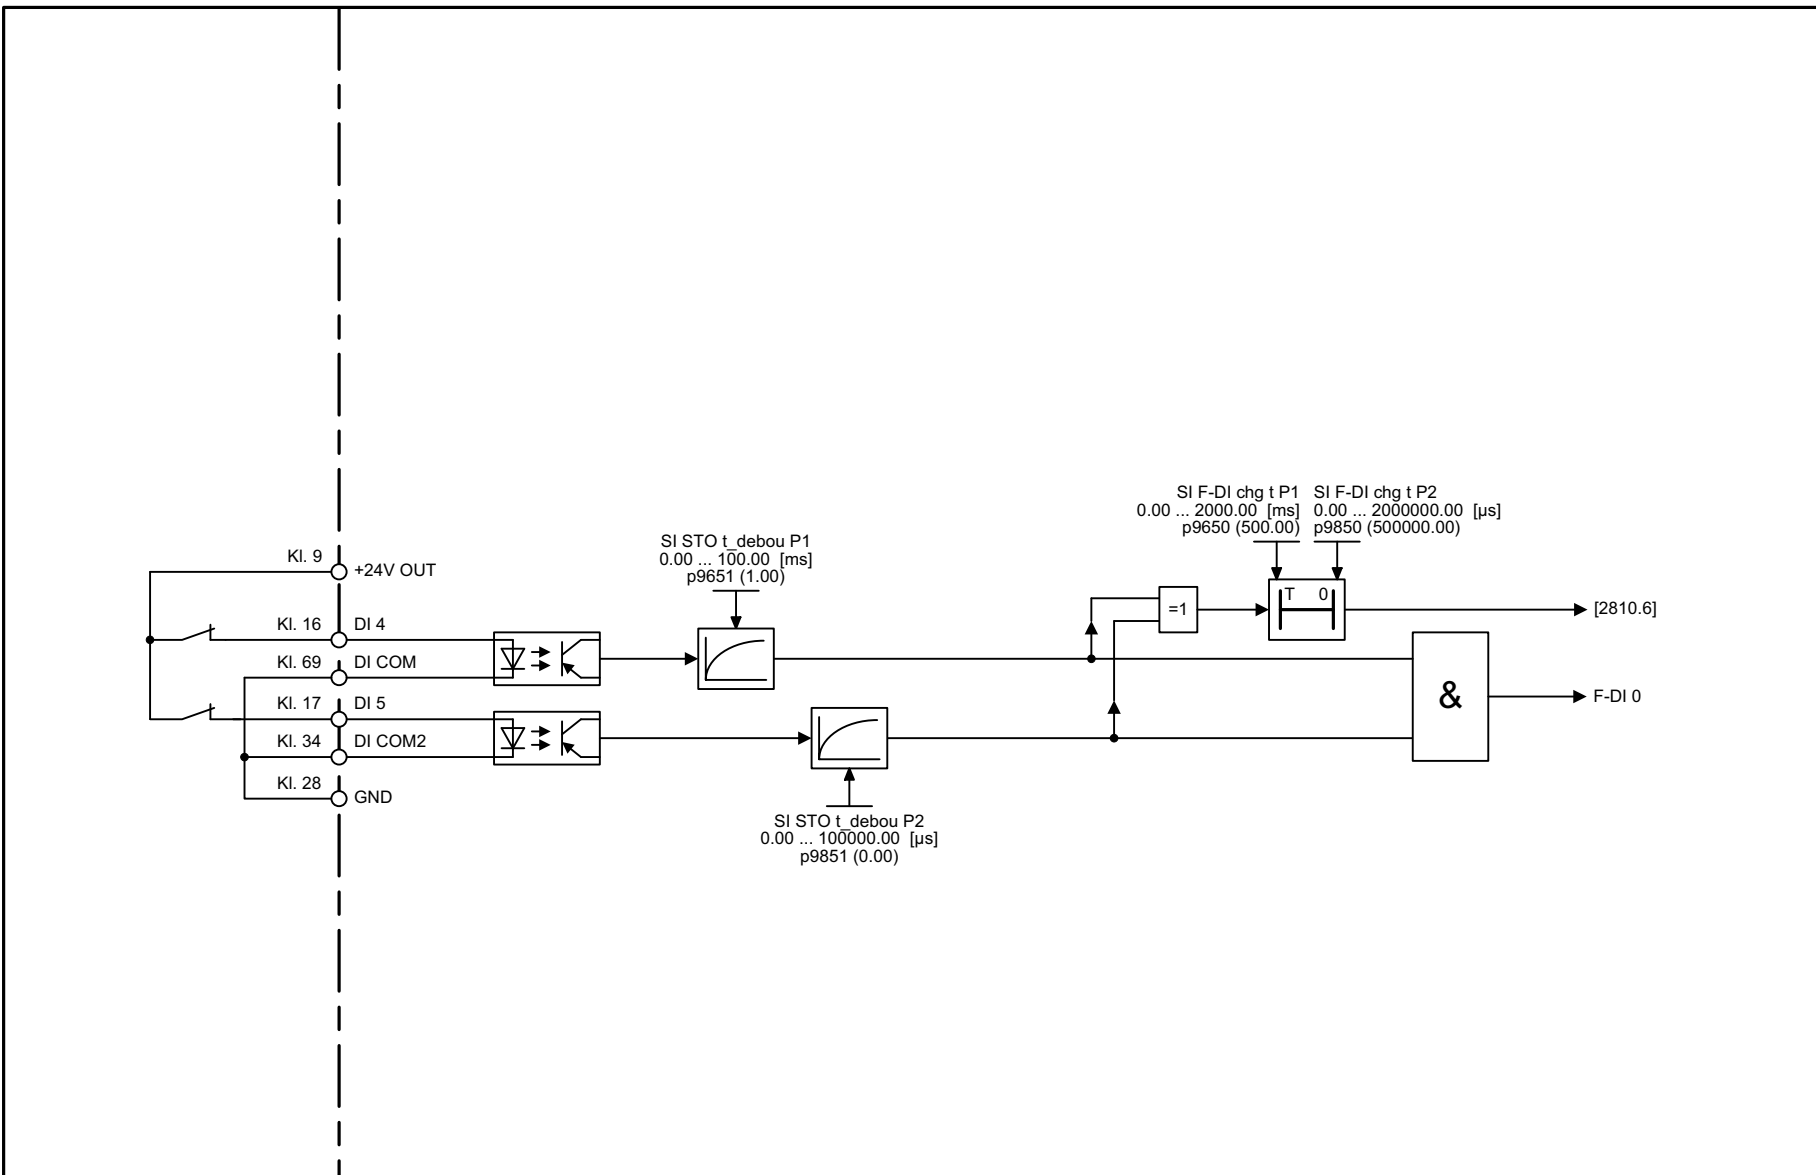 SI F-DI chg t P1
0.00 ... 2000.00 [ms]
p9650 (500.00)
SI F-DI chg t P2
0.00 ... 2000000.00 [µs]
p9850 (500000.00)
SI STO t_debou P1
0.00 ... 100.00 [ms]
p9651 (1.00)
Kl. 9
+24V OUT
T 0
=1
[2810.6]
Kl. 16
DI 4
Kl. 69
DI COM
Kl. 17
DI 5
&
F-DI 0
Kl. 34
DI COM2
Kl. 28
GND
SI STO t_debou P2
0.00 ... 100000.00 [µs]
p9851 (0.00)